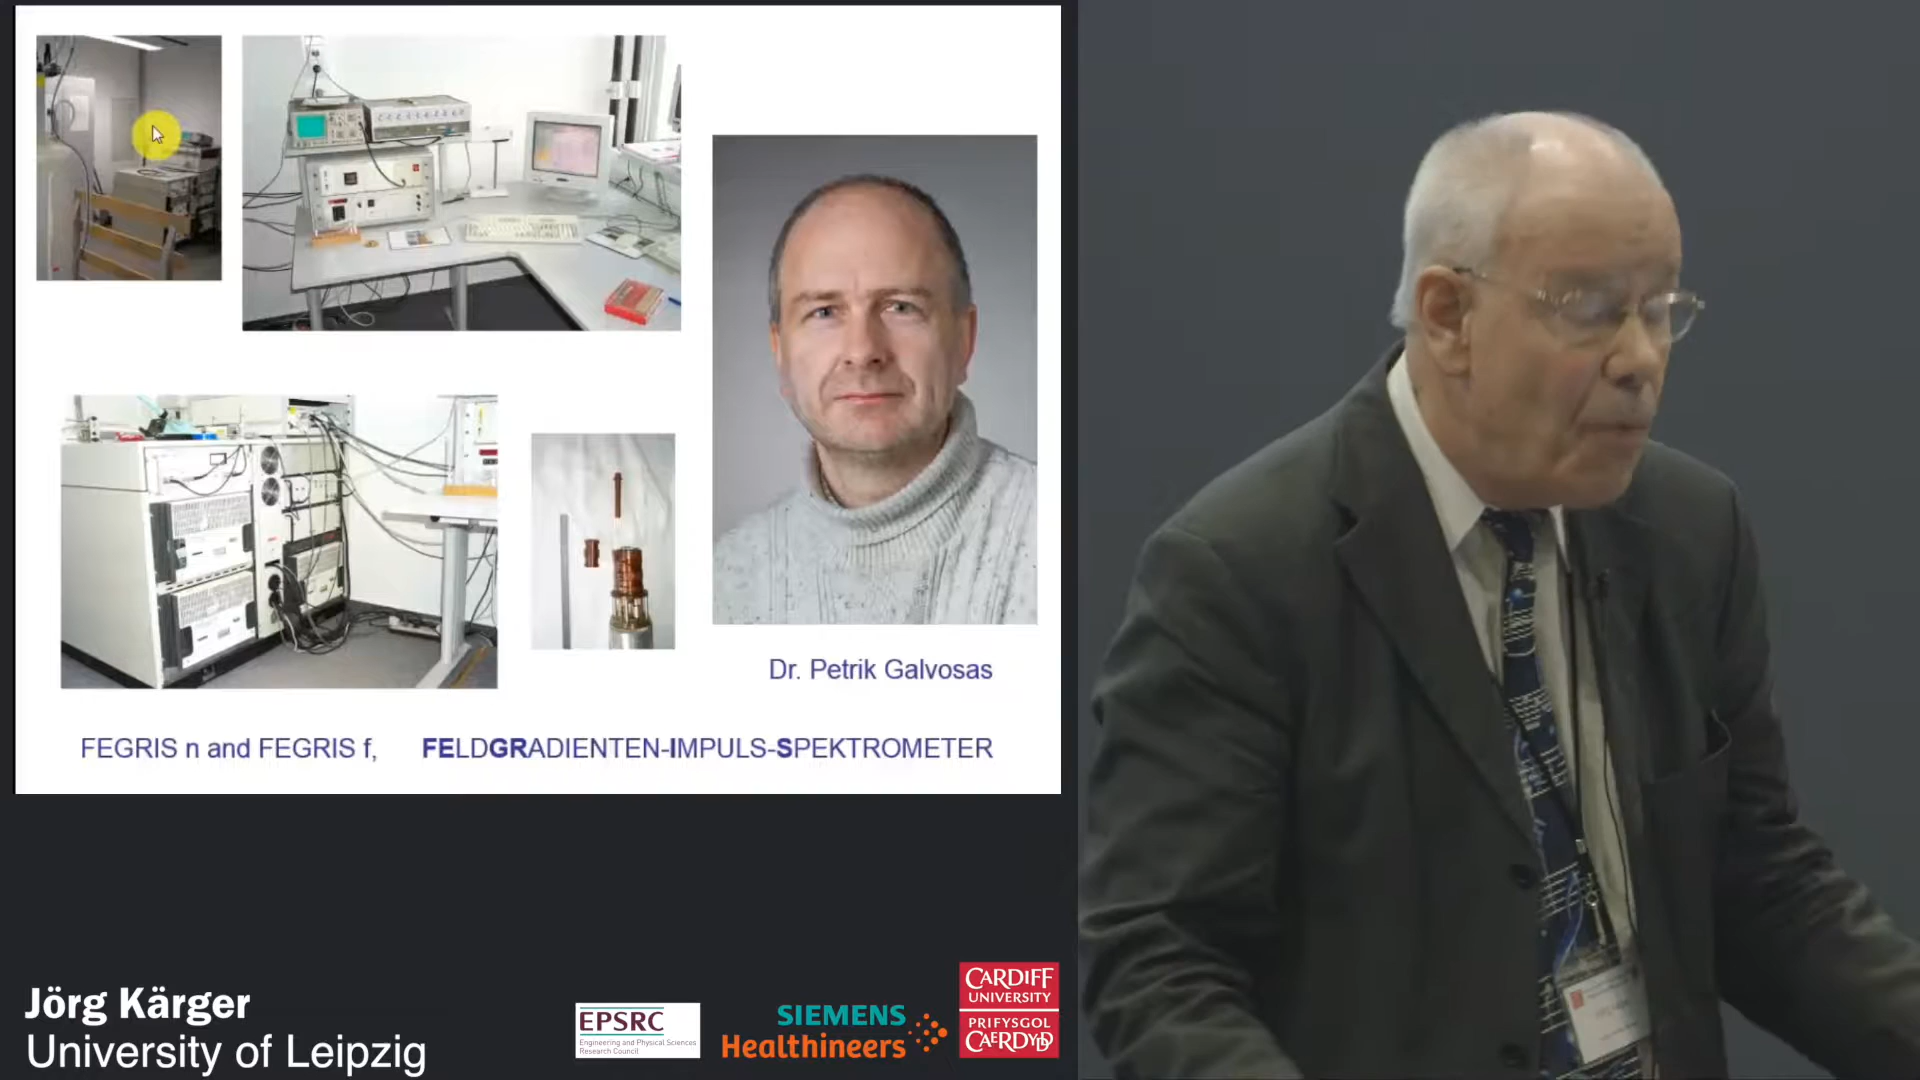 Dr. Petrik Galvosas
FEGRIS n and FEGRIS f, FELDGRADIENTEN-IMPULS-SPEKTROMETER
Jörg Kärger
University of Leipzig
EPSRC
Engineering and Physical Sciences
Research Council
SIEMENS
Healthineers
CARDIFF
UNIVERSITY
PRIFYSGOL
CAERDYDD